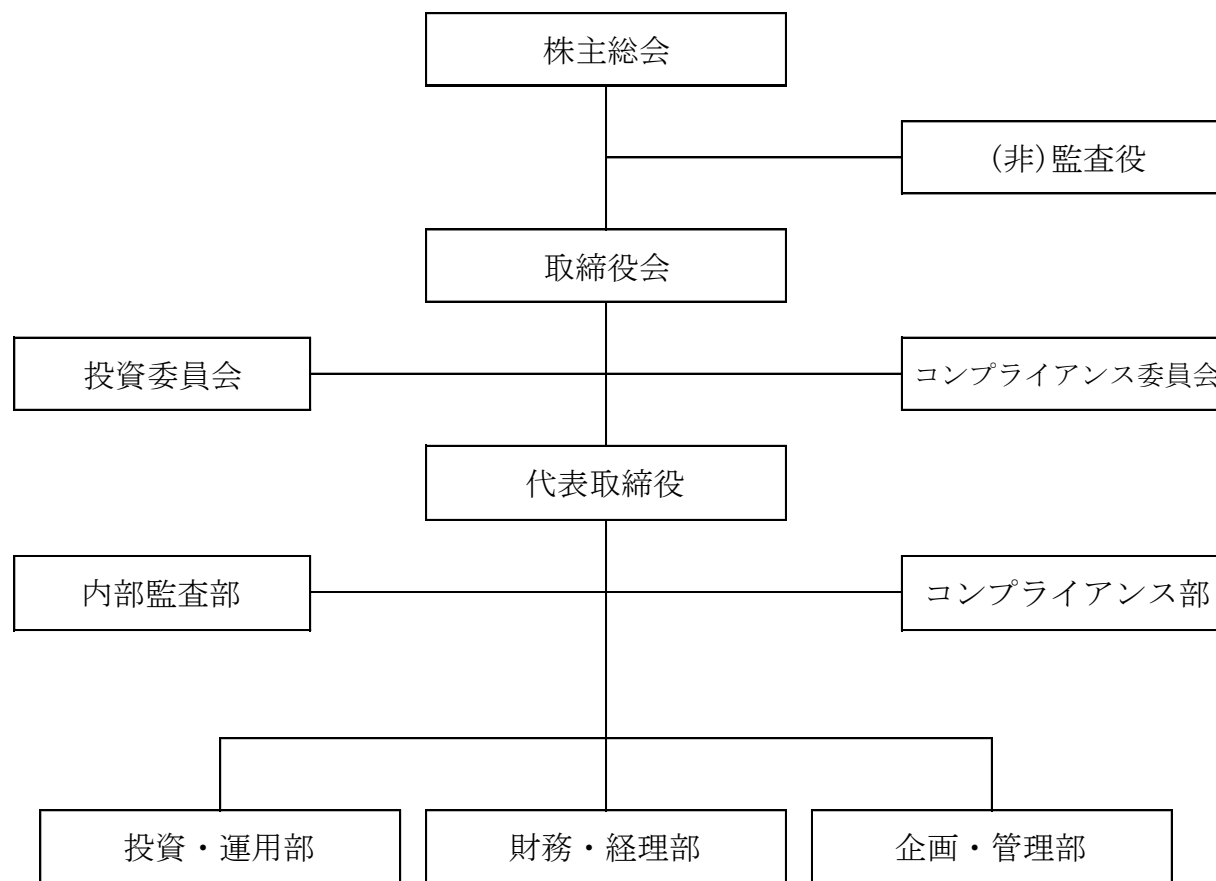 株主総会
(非)監査役
取締役会
投資委員会
コンプライアンス委員会
代表取締役
内部監査部
コンプライアンス部
投資・運用部
財務・経理部
企画・管理部